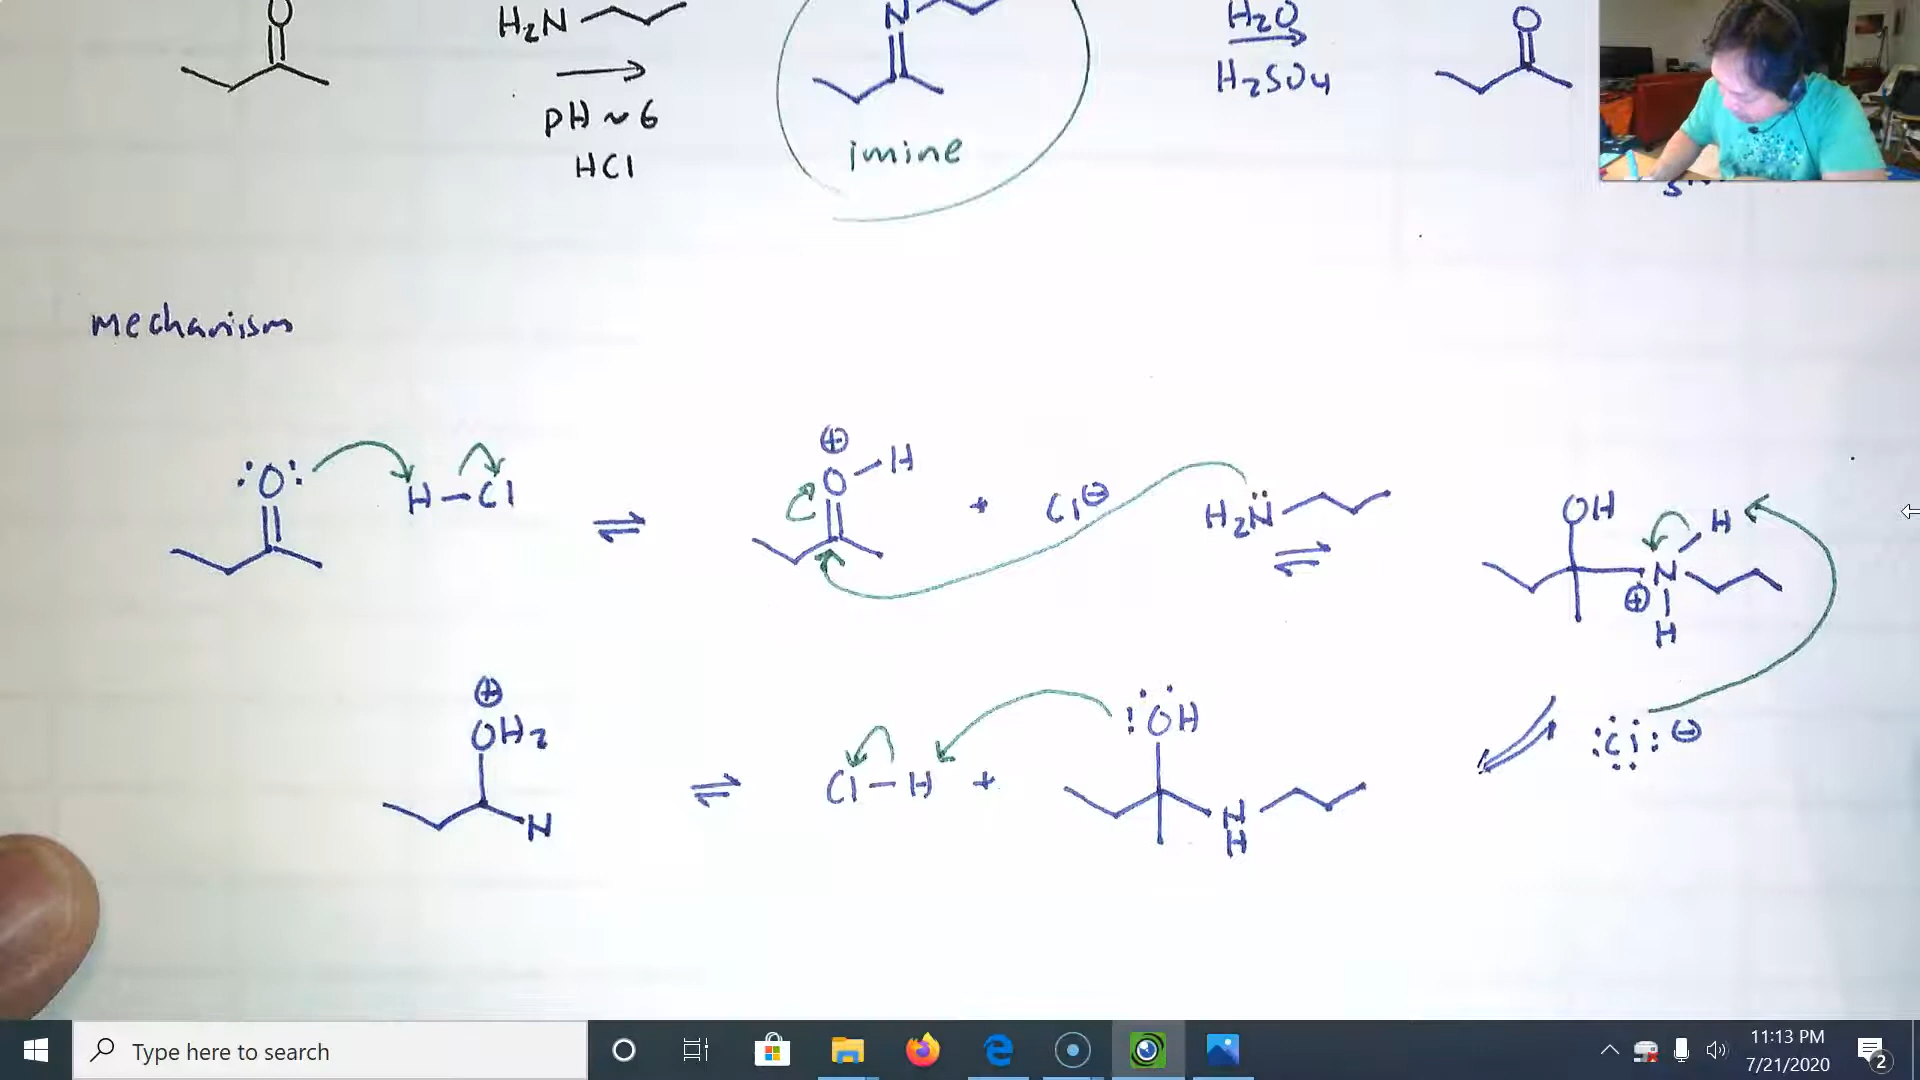 O H₂N N H₂O O
pH ~ 6 H₂SO₄
HCl imine
mechanism
:O: H–Cl
⊕
O–H + Cl⊖ H₂N̈
OH H
N
⊕ H
⊕
OH₂ Cl–H + :ÖH :Cl: ⊖
N N
H
Type here to search
11:13 PM
7/21/2020
2